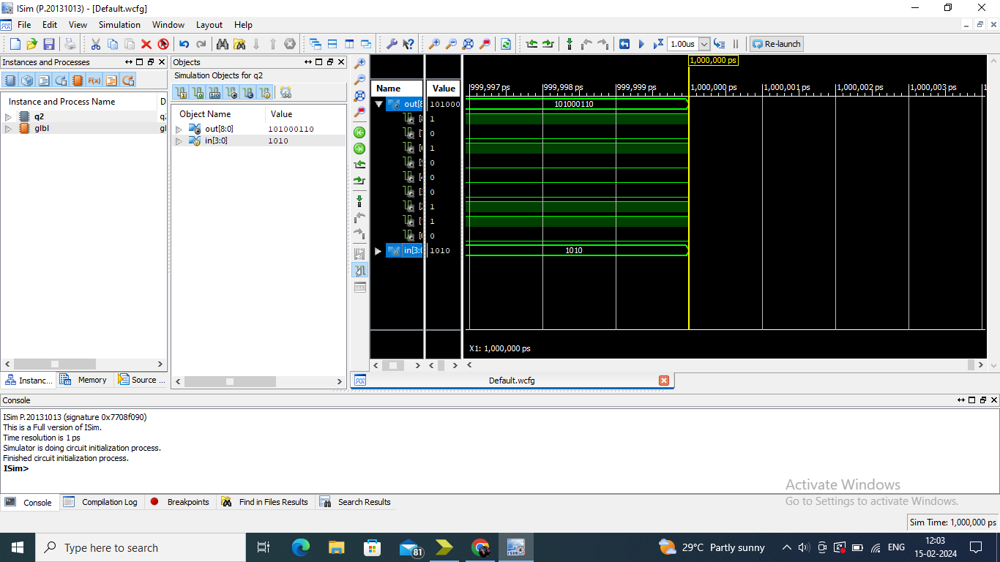 ISim (P.20131013) - [Default.wcfg]
File Edit View Simulation Window Layout Help
1.00us Re-launch
Instances and Processes
Instance and Process Name D
q2 q2
glbl gl
Instanc... Memory Source ...
Objects
Simulation Objects for q2
Object Name Value
out[8:0] 101000110
in[3:0] 1010
Name Value
out[8 101000
1
0
1
0
0
0
1
1
0
in[3:0 1010
1,000,000 ps
999,997 ps 999,998 ps 999,999 ps 1,000,000 ps 1,000,001 ps 1,000,002 ps 1,000,003 ps 1
101000110
1010
X1: 1,000,000 ps
Default.wcfg
Console
ISim P.20131013 (signature 0x7708f090)
This is a Full version of ISim.
Time resolution is 1 ps
Simulator is doing circuit initialization process.
Finished circuit initialization process.
ISim>
Activate Windows
Go to Settings to activate Windows.
Console Compilation Log Breakpoints Find in Files Results Search Results
Sim Time: 1,000,000 ps
Type here to search
81
ISim
29°C Partly sunny
ENG
12:03
15-02-2024